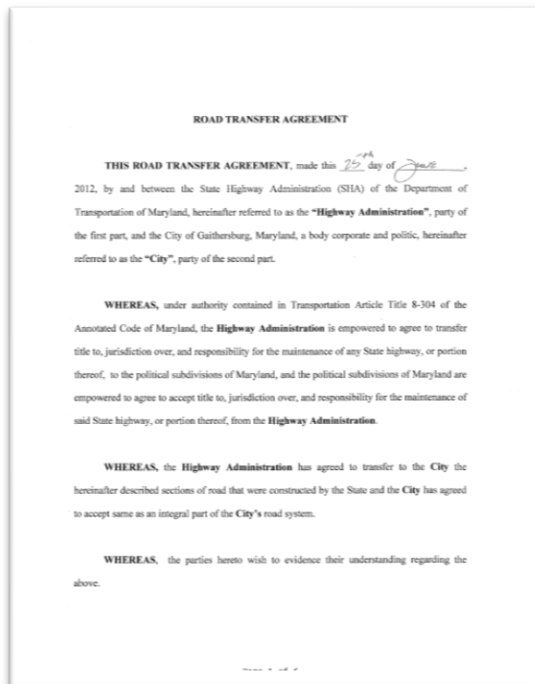 ROAD TRANSFER AGREEMENT
THIS ROAD TRANSFER AGREEMENT, made this 25th day of June,
2012, by and between the State Highway Administration (SHA) of the Department of
Transportation of Maryland, hereinafter referred to as the “Highway Administration”, party of
the first part, and the City of Gaithersburg, Maryland, a body corporate and politic, hereinafter
referred to as the “City”, party of the second part.
WHEREAS, under authority contained in Transportation Article Title 8-304 of the
Annotated Code of Maryland, the Highway Administration is empowered to agree to transfer
title to, jurisdiction over, and responsibility for the maintenance of any State highway, or portion
thereof, to the political subdivisions of Maryland, and the political subdivisions of Maryland are
empowered to agree to accept title to, jurisdiction over, and responsibility for the maintenance of
said State highway, or portion thereof, from the Highway Administration.
WHEREAS, the Highway Administration has agreed to transfer to the City the
hereinafter described sections of road that were constructed by the State and the City has agreed
to accept same as an integral part of the City’s road system.
WHEREAS, the parties hereto wish to evidence their understanding regarding the
above.